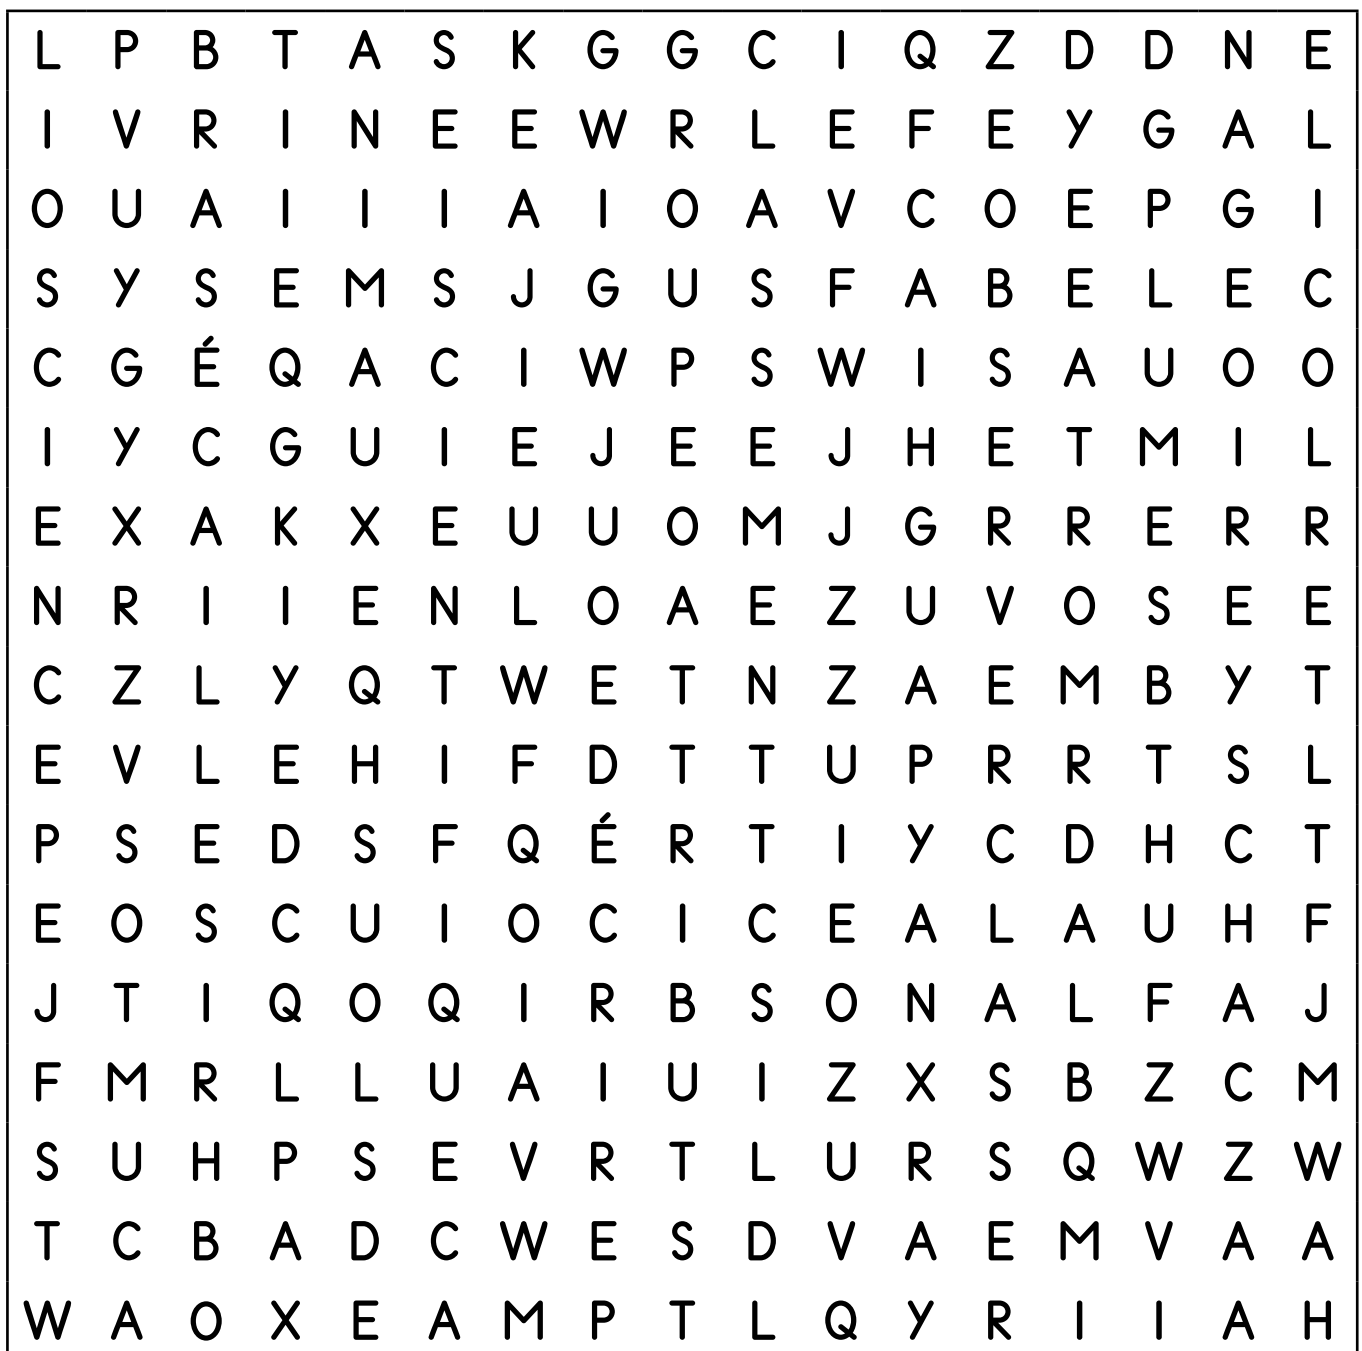 L P B T A S K G G C I Q Z D D N E
I V R I N E E W R L E F E Y G A L
O U A I I I A I O A V C O E P G I
S Y S E M S J G U S F A B E L E C
C G É Q A C I W P S W I S A U O O
I Y C G U I E J E E J H E T M I L
E X A K X E U U O M J G R R E R R
N R I I E N L O A E Z U V O S E E
C Z L Y Q T W E T N Z A E M B Y T
E V L E H I F D T T U P R R T S L
P S E D S F Q É R T I Y C D H C T
E O S C U I O C I C E A L A U H F
J T I Q O Q I R B S O N A L F A J
F M R L L U A I U I Z X S B Z C M
S U H P S E V R T L U R S Q W Z W
T C B A D C W E S D V A E M V A A
W A O X E A M P T L Q Y R I I A H